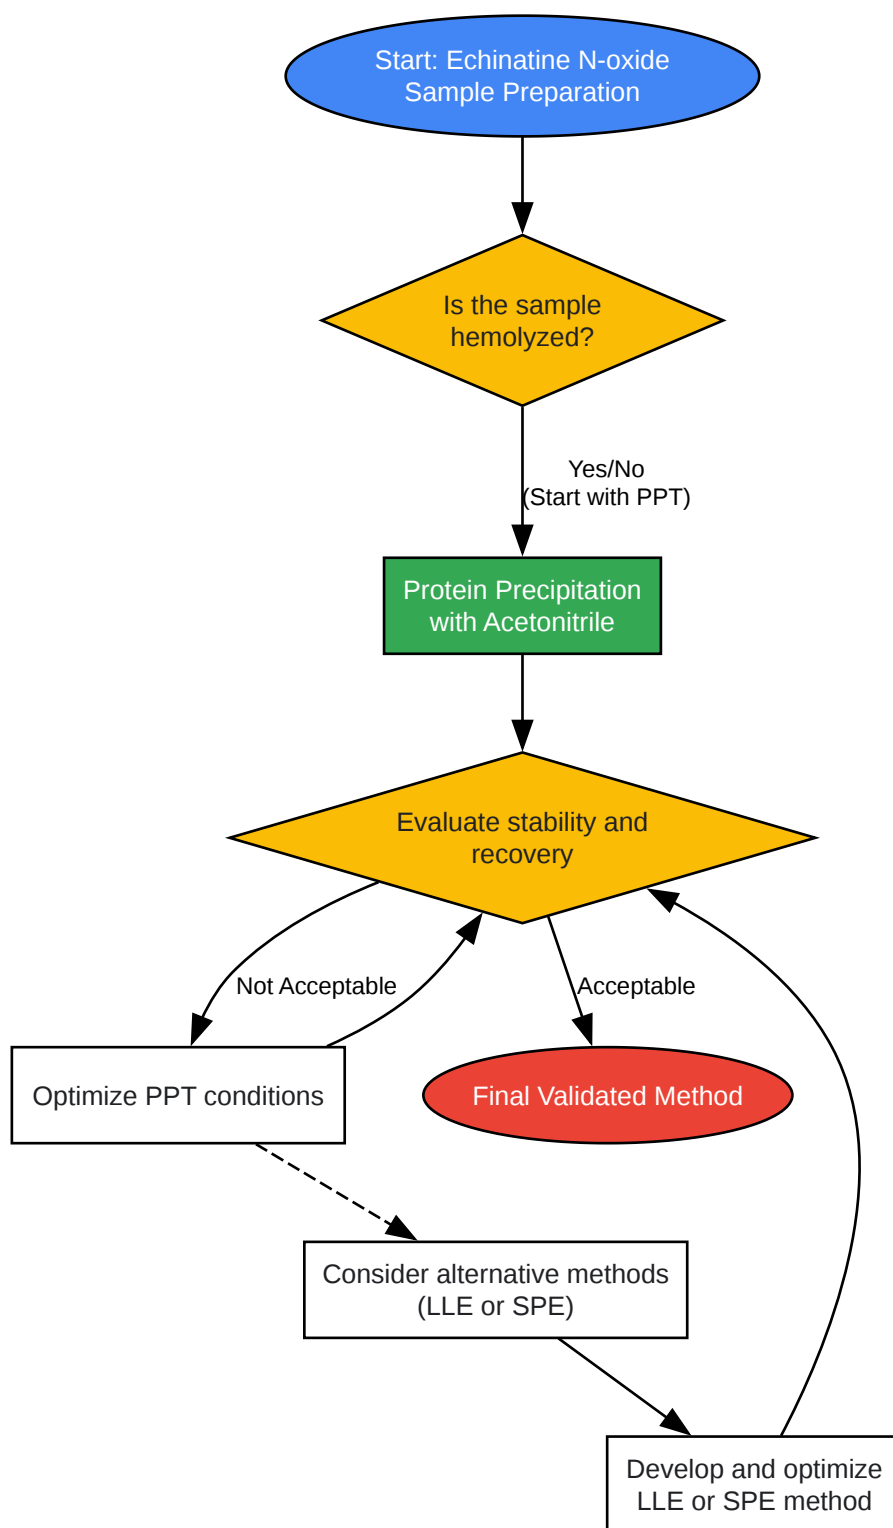 Start: Echinatine N-oxide
Sample Preparation
Is the sample
hemolyzed?
Yes/No
(Start with PPT)
Protein Precipitation
with Acetonitrile
Evaluate stability and
recovery
Not Acceptable
Acceptable
Optimize PPT conditions
Final Validated Method
Consider alternative methods
(LLE or SPE)
Develop and optimize
LLE or SPE method